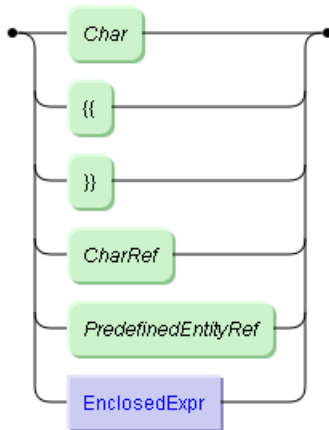 Char
{{
}}
CharRef
PredefinedEntityRef
EnclosedExpr